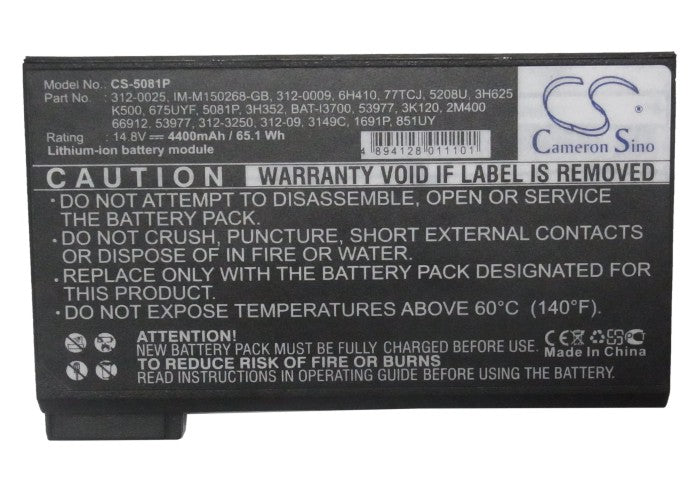 Model No.: CS-5081P
Part No. : 312-0025, IM-M150268-GB, 312-0009, 6H410, 77TCJ, 5208U, 3H625
K500, 675UYF, 5081P, 3H352, BAT-I3700, 53977, 3K120, 2M400
66912, 53977, 312-3250, 312-09, 3149C, 1691P, 851UY
Rating : 14.8V 4400mAh / 65.1 Wh
Lithium-ion battery module
4 894128 011101
CS
Cameron Sino
CAUTION WARRANTY VOID IF LABEL IS REMOVED
• DO NOT ATTEMPT TO DISASSEMBLE, OPEN OR SERVICE
THE BATTERY PACK.
• DO NOT CRUSH, PUNCTURE, SHORT EXTERNAL CONTACTS
OR DISPOSE OF IN FIRE OR WATER.
• REPLACE ONLY WITH THE BATTERY PACK DESIGNATED FOR
THIS PRODUCT.
• DO NOT EXPOSE TEMPERATURES ABOVE 60°C (140°F).
ATTENTION!
NEW BATTERY PACK MUST BE FULLY CHARGED BEFORE USE
TO REDUCE RISK OF FIRE OR BURNS
READ INSTRUCTIONS IN OPERATING GUIDE BEFORE USING BATTERY.
CE
Made In China